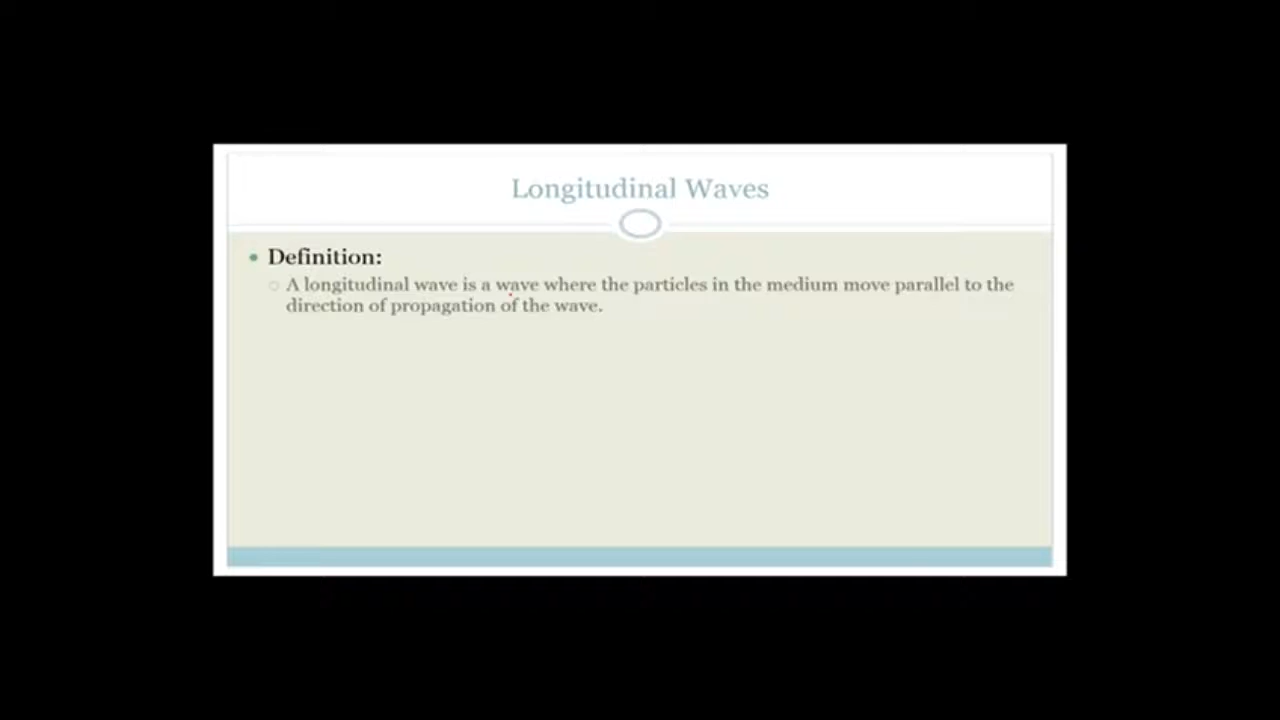 Longitudinal Waves
• Definition:
○ A longitudinal wave is a wave where the particles in the medium move parallel to the
direction of propagation of the wave.